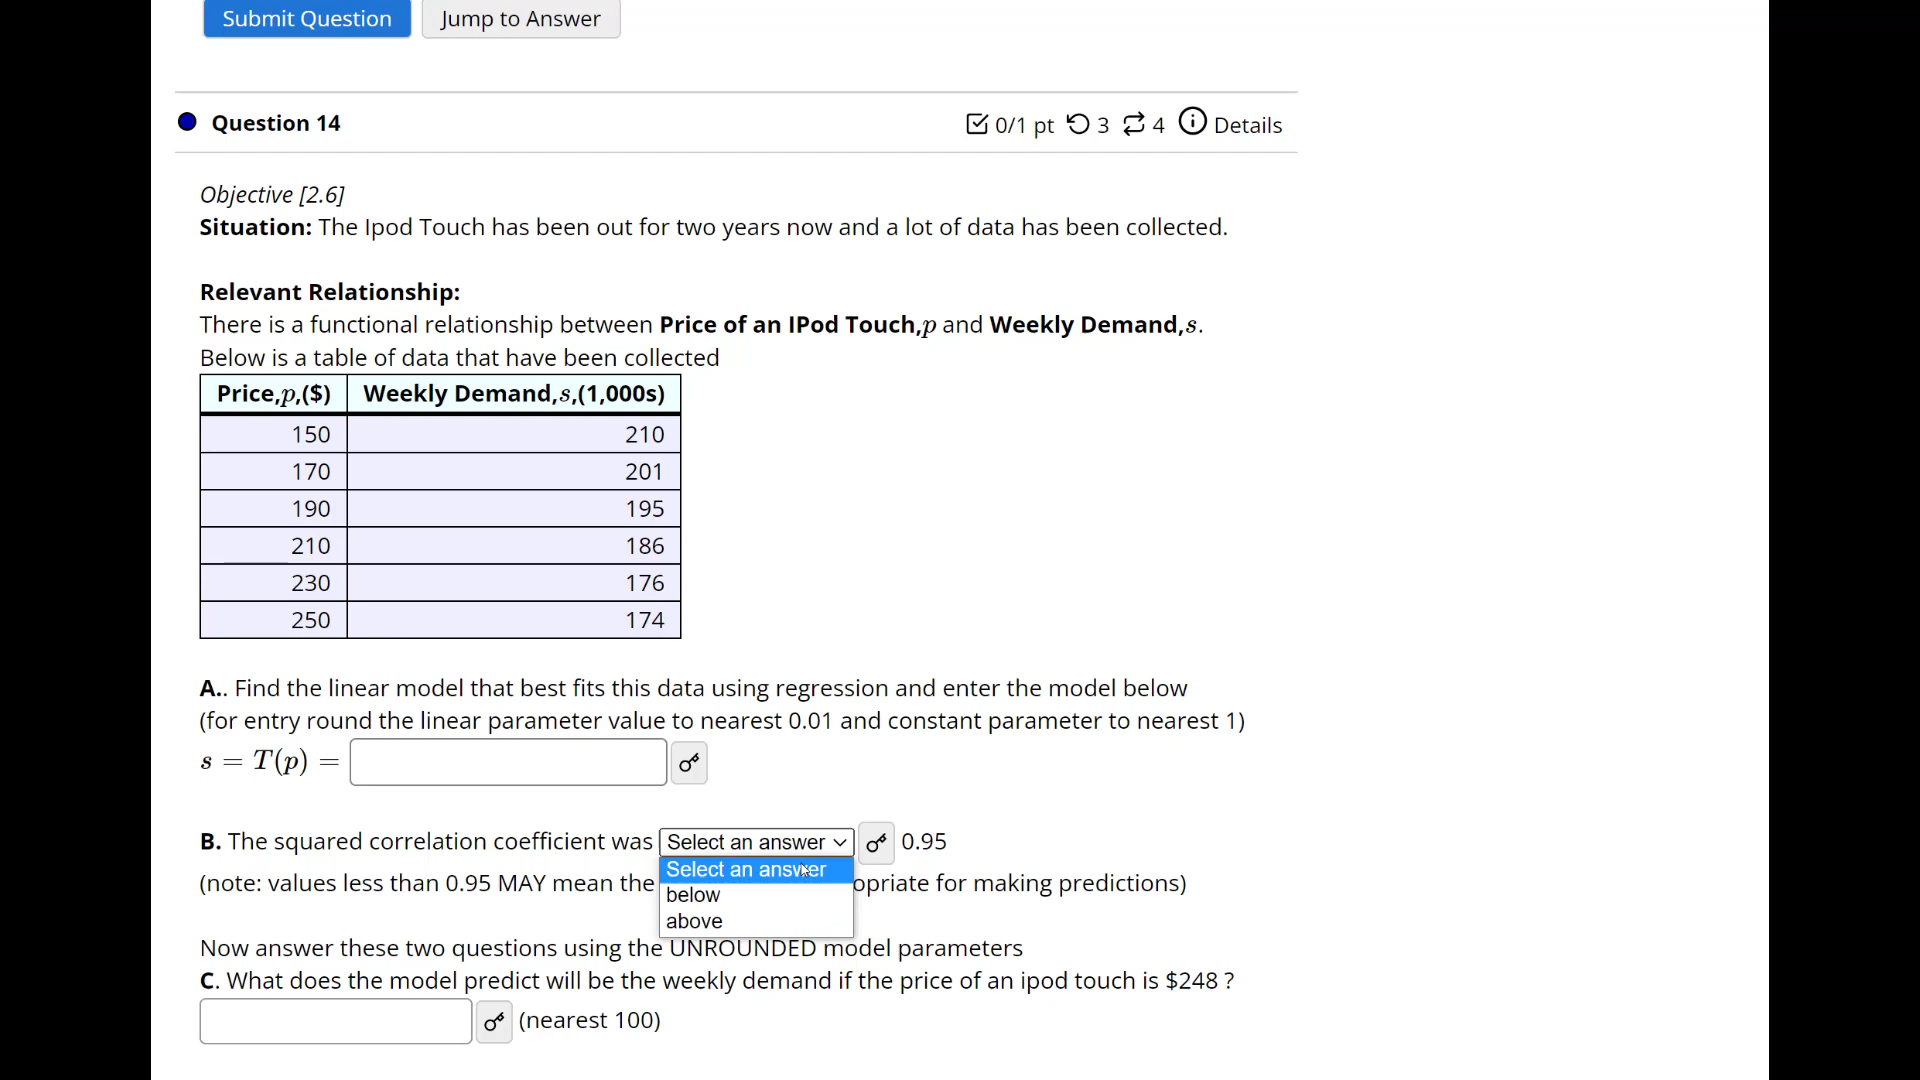 Submit Question Jump to Answer
Question 14 0/1 pt 3 4 Details
Objective [2.6]
Situation: The Ipod Touch has been out for two years now and a lot of data has been collected.
Relevant Relationship:
There is a functional relationship between Price of an IPod Touch,p and Weekly Demand,s.
Below is a table of data that have been collected
Price,p,($) Weekly Demand,s,(1,000s)
150 210
170 201
190 195
210 186
230 176
250 174
A.. Find the linear model that best fits this data using regression and enter the model below
(for entry round the linear parameter value to nearest 0.01 and constant parameter to nearest 1)
s = T(p) =
B. The squared correlation coefficient was Select an answer 0.95
Select an answer
(note: values less than 0.95 MAY mean the opriate for making predictions)
below
above
Now answer these two questions using the UNROUNDED model parameters
C. What does the model predict will be the weekly demand if the price of an ipod touch is $248 ?
(nearest 100)